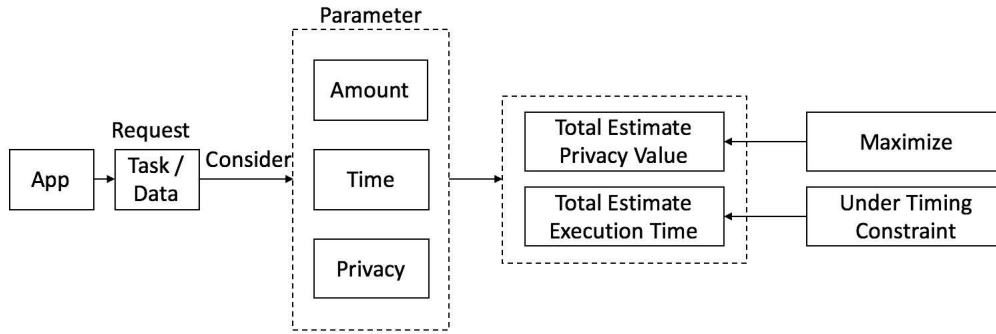 Parameter
Amount
Request
App
Task /
Data
Consider
Time
Privacy
Total Estimate
Privacy Value
Maximize
Total Estimate
Execution Time
Under Timing
Constraint